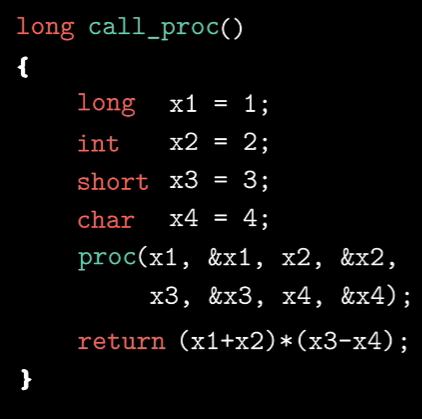 long call_proc()
{
    long  x1 = 1;
    int   x2 = 2;
    short x3 = 3;
    char  x4 = 4;
    proc(x1, &x1, x2, &x2,
         x3, &x3, x4, &x4);
    return (x1+x2)*(x3-x4);
}